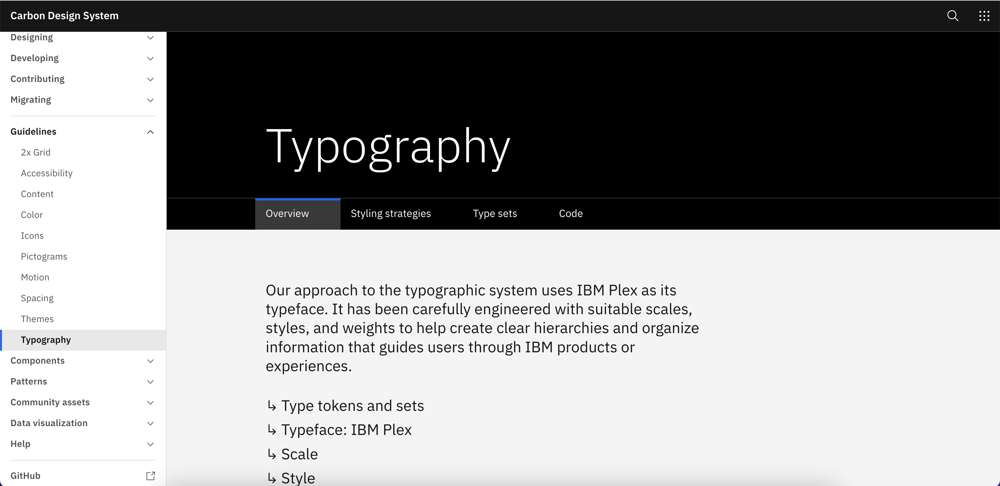 Carbon Design System
Designing
Developing
Contributing
Migrating
Guidelines
2x Grid
Accessibility
Content
Color
Icons
Pictograms
Motion
Spacing
Themes
Typography
Components
Patterns
Community assets
Data visualization
Help
GitHub
Typography
Overview
Styling strategies
Type sets
Code
Our approach to the typographic system uses IBM Plex as its
typeface. It has been carefully engineered with suitable scales,
styles, and weights to help create clear hierarchies and organize
information that guides users through IBM products or
experiences.
↳ Type tokens and sets
↳ Typeface: IBM Plex
↳ Scale
↳ Style